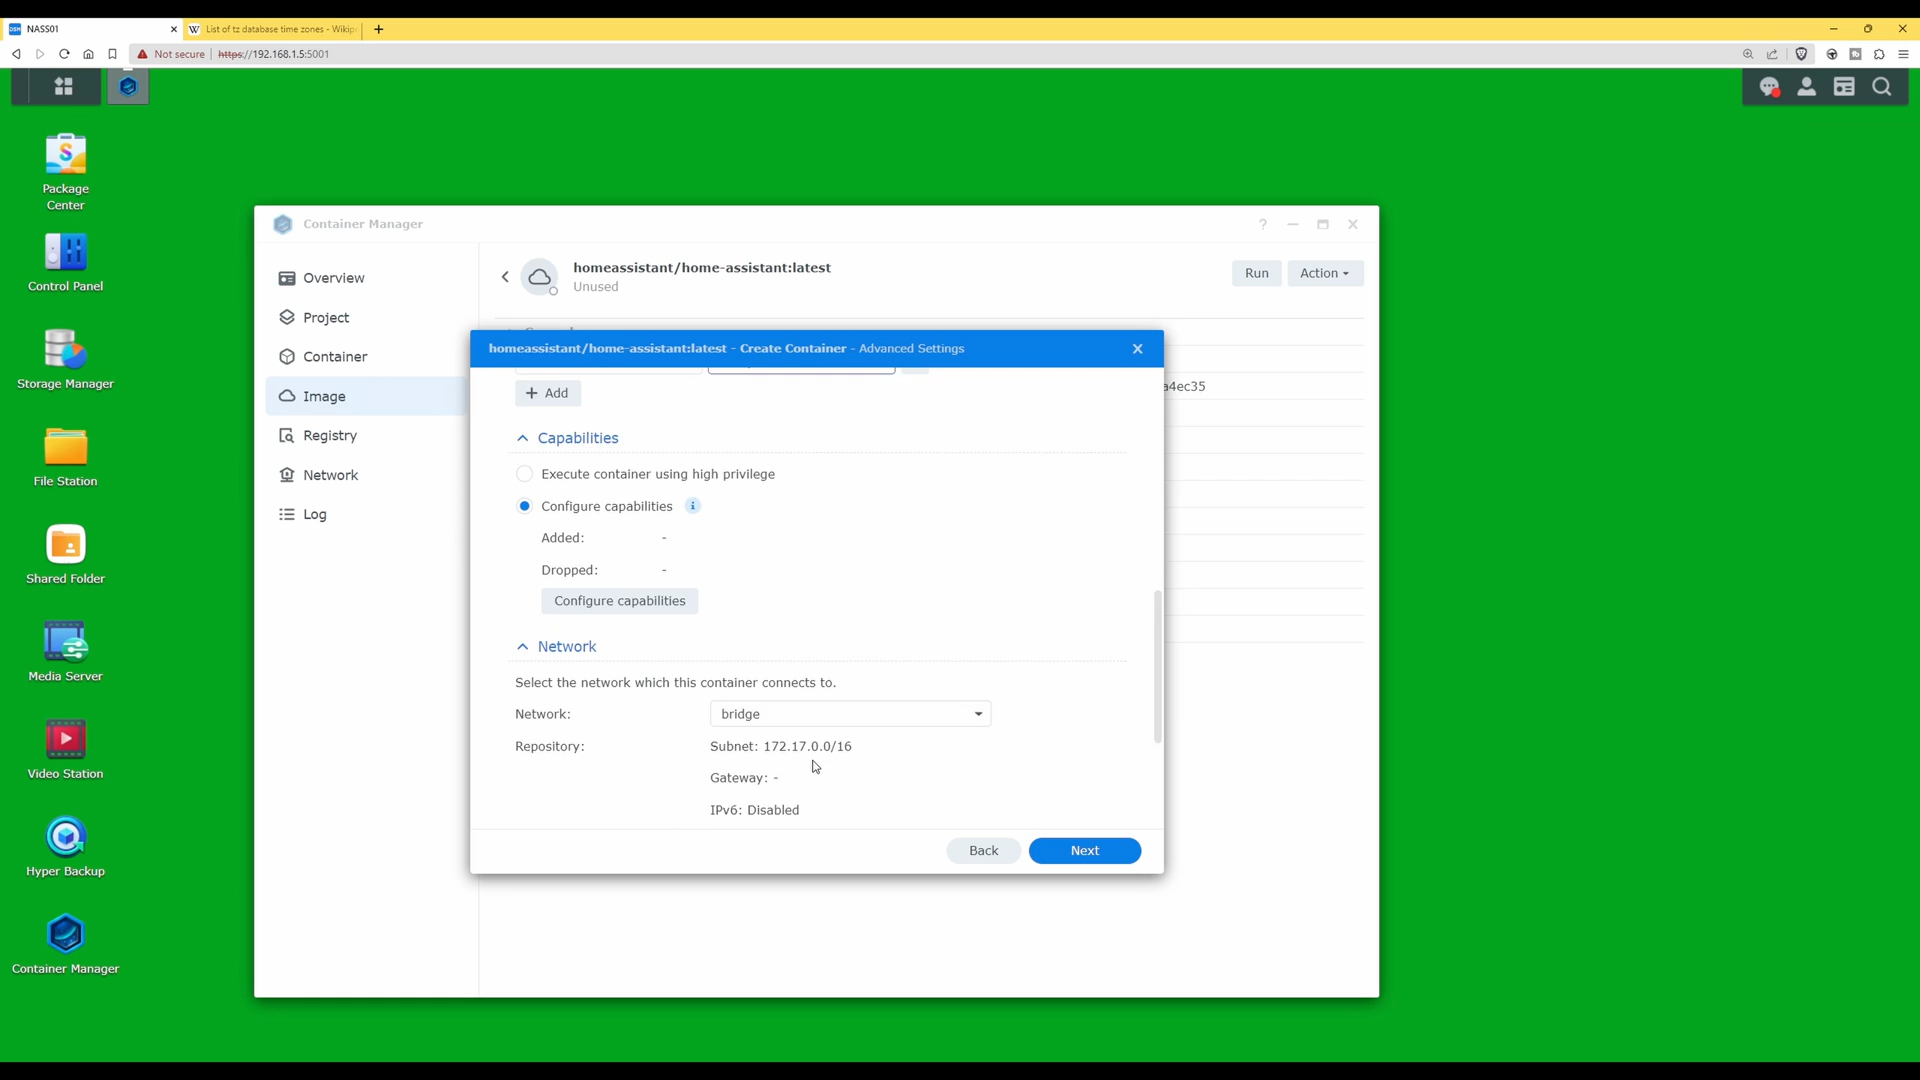 NASS01
List of tz database time zones - Wikip
Not secure
https://192.168.1.5:5001
Package
Center
Control Panel
Storage Manager
File Station
Shared Folder
Media Server
Video Station
Hyper Backup
Container Manager
Container Manager
Overview
Project
Container
Image
Registry
Network
Log
homeassistant/home-assistant:latest
Unused
Run
Action
a4ec35
homeassistant/home-assistant:latest - Create Container - Advanced Settings
Add
Capabilities
Execute container using high privilege
Configure capabilities
Added: -
Dropped: -
Configure capabilities
Network
Select the network which this container connects to.
Network: bridge
Repository: Subnet: 172.17.0.0/16
Gateway: -
IPv6: Disabled
Back
Next